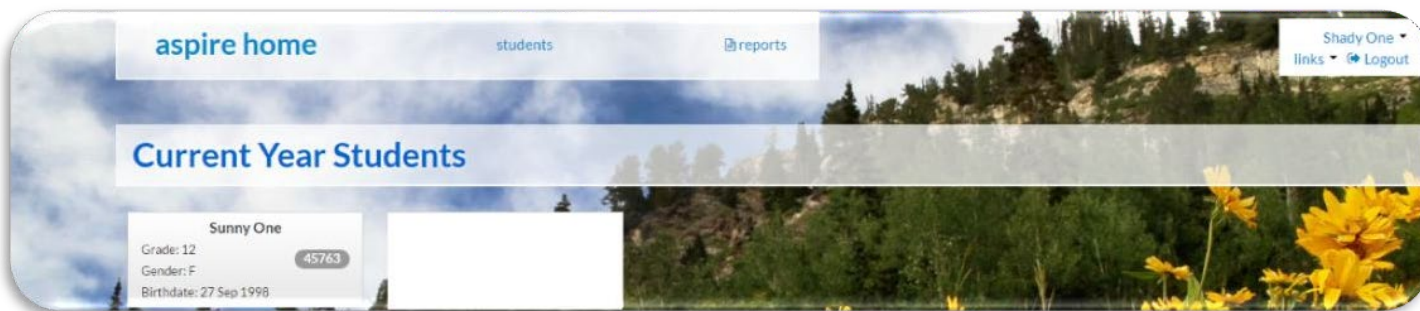 aspire home
students
reports
Shady One
links Logout
Current Year Students
Sunny One
Grade: 12
45763
Gender: F
Birthdate: 27 Sep 1998